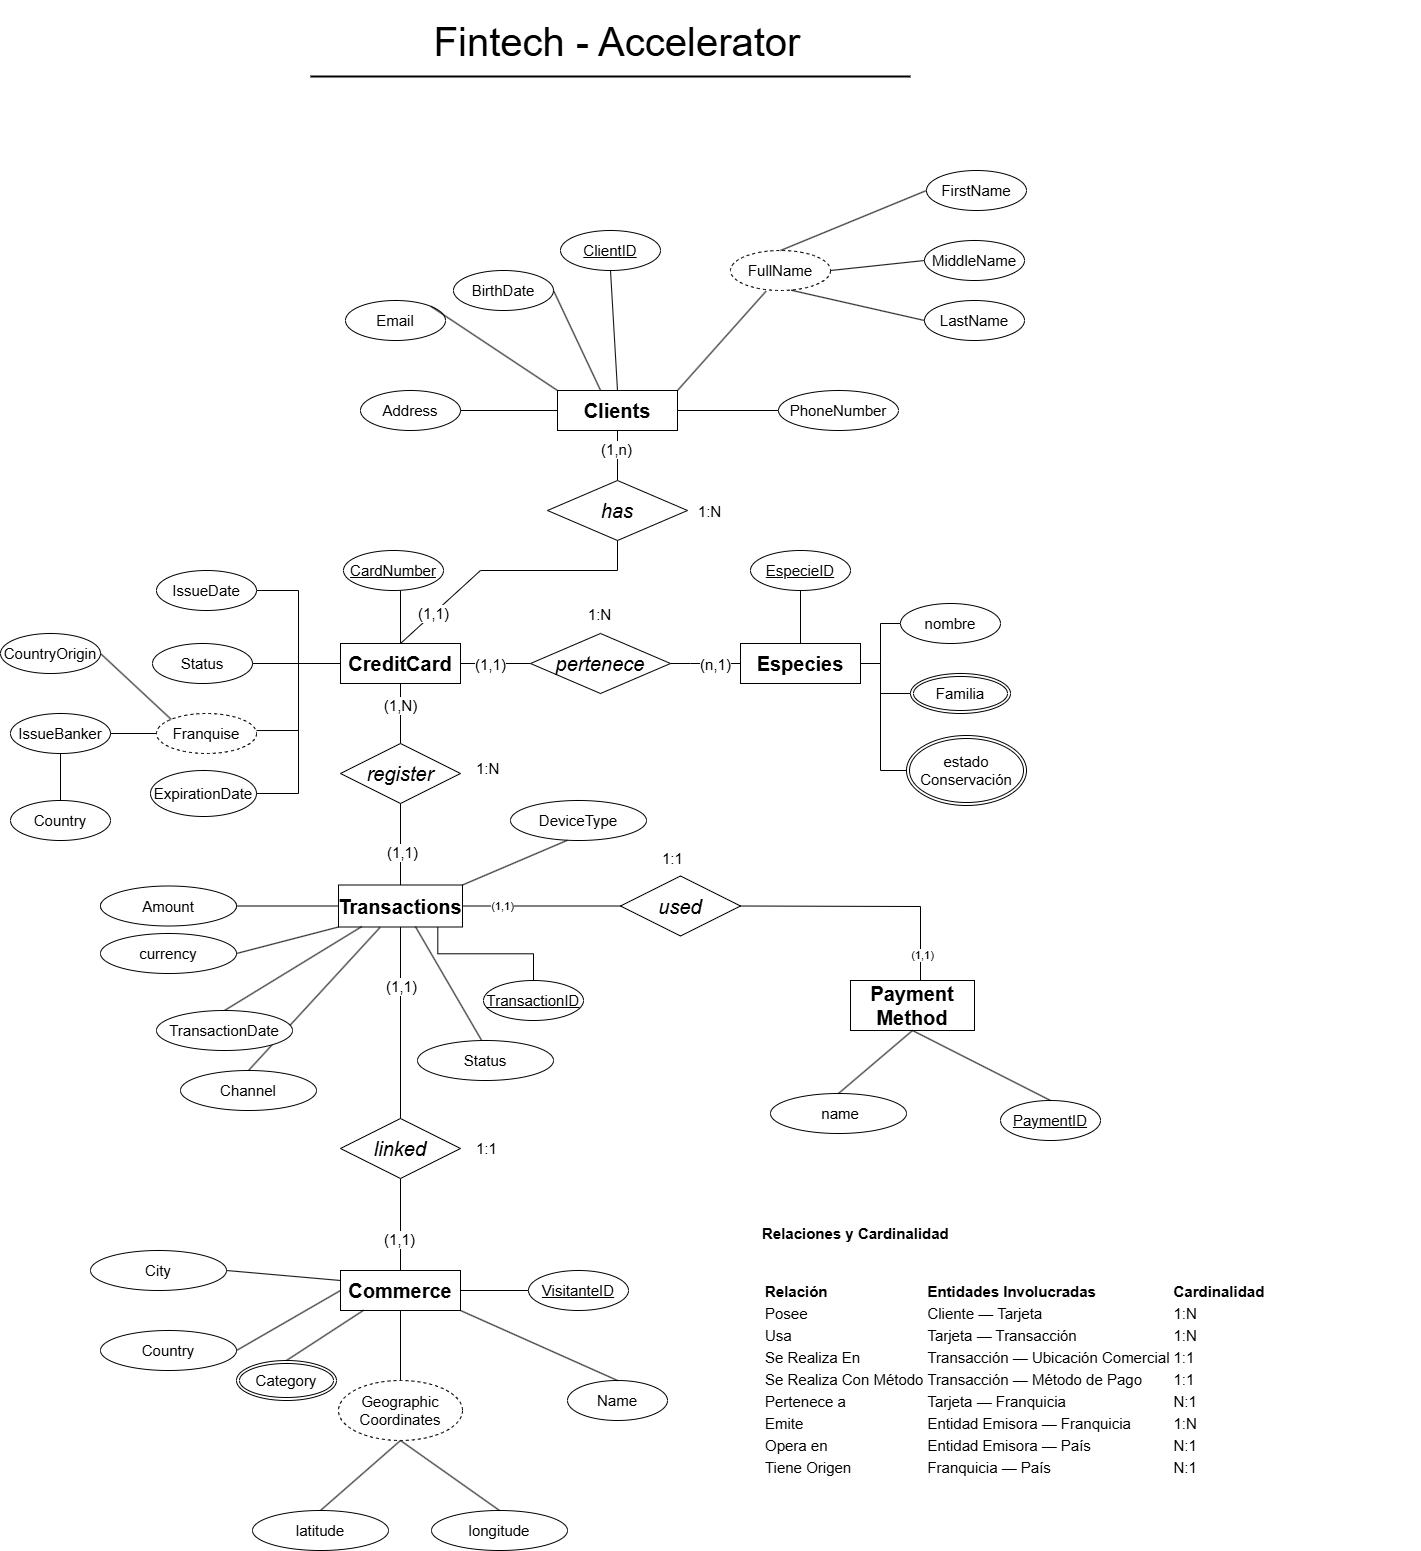 Fintech - Accelerator
FirstName
ClientID
FullName
MiddleName
BirthDate
Email
LastName
Address
Clients
PhoneNumber
(1,n)
has
1:N
CardNumber
EspecieID
IssueDate
(1,1)
1:N
nombre
CountryOrigin
Status
CreditCard
(1,1)
pertenece
(n,1)
Especies
Familia
(1,N)
IssueBanker
Franquise
estado
Conservación
register
1:N
ExpirationDate
Country
DeviceType
(1,1)
1:1
Amount
Transactions
(1,1)
used
currency
(1,1)
(1,1)
TransactionID
Payment
Method
TransactionDate
Status
Channel
name
PaymentID
linked
1:1
(1,1)
Relaciones y Cardinalidad
City
Commerce
VisitanteID
Country
Category
Geographic
Coordinates
Name
latitude
longitude
Relación Entidades Involucradas Cardinalidad
Posee Cliente — Tarjeta 1:N
Usa Tarjeta — Transacción 1:N
Se Realiza En Transacción — Ubicación Comercial 1:1
Se Realiza Con Método Transacción — Método de Pago 1:1
Pertenece a Tarjeta — Franquicia N:1
Emite Entidad Emisora — Franquicia 1:N
Opera en Entidad Emisora — País N:1
Tiene Origen Franquicia — País N:1